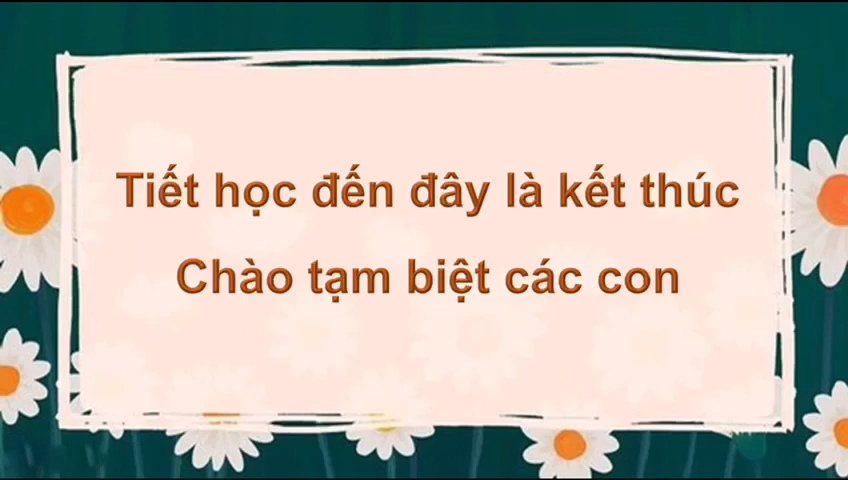 Tiết học đến đây là kết thúc
Chào tạm biệt các con